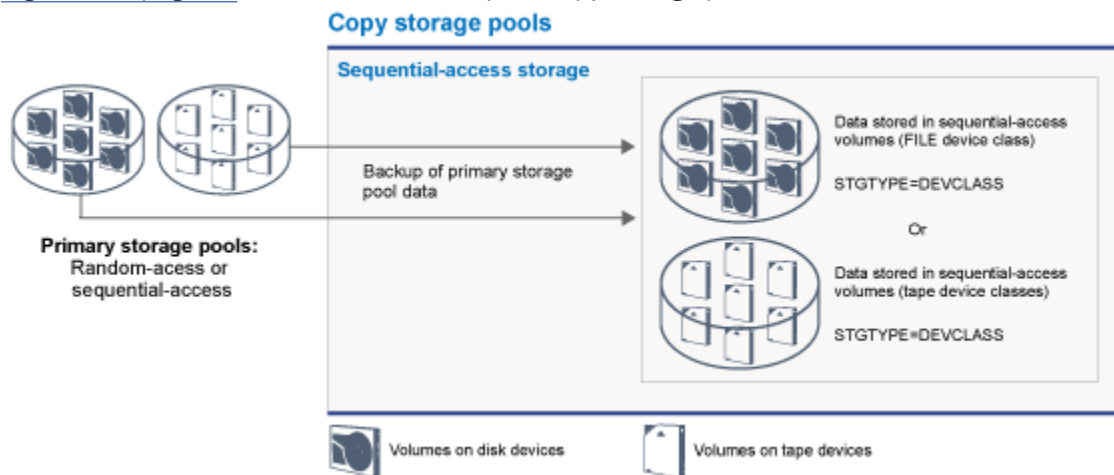 Copy storage pools
Sequential-access storage
Data stored in sequential-access
volumes (FILE device class)
STGTYPE=DEVCLASS
Or
Data stored in sequential-access
volumes (tape device classes)
STGTYPE=DEVCLASS
Backup of primary storage
pool data
Primary storage pools:
Random-acess or
sequential-access
Volumes on disk devices
Volumes on tape devices